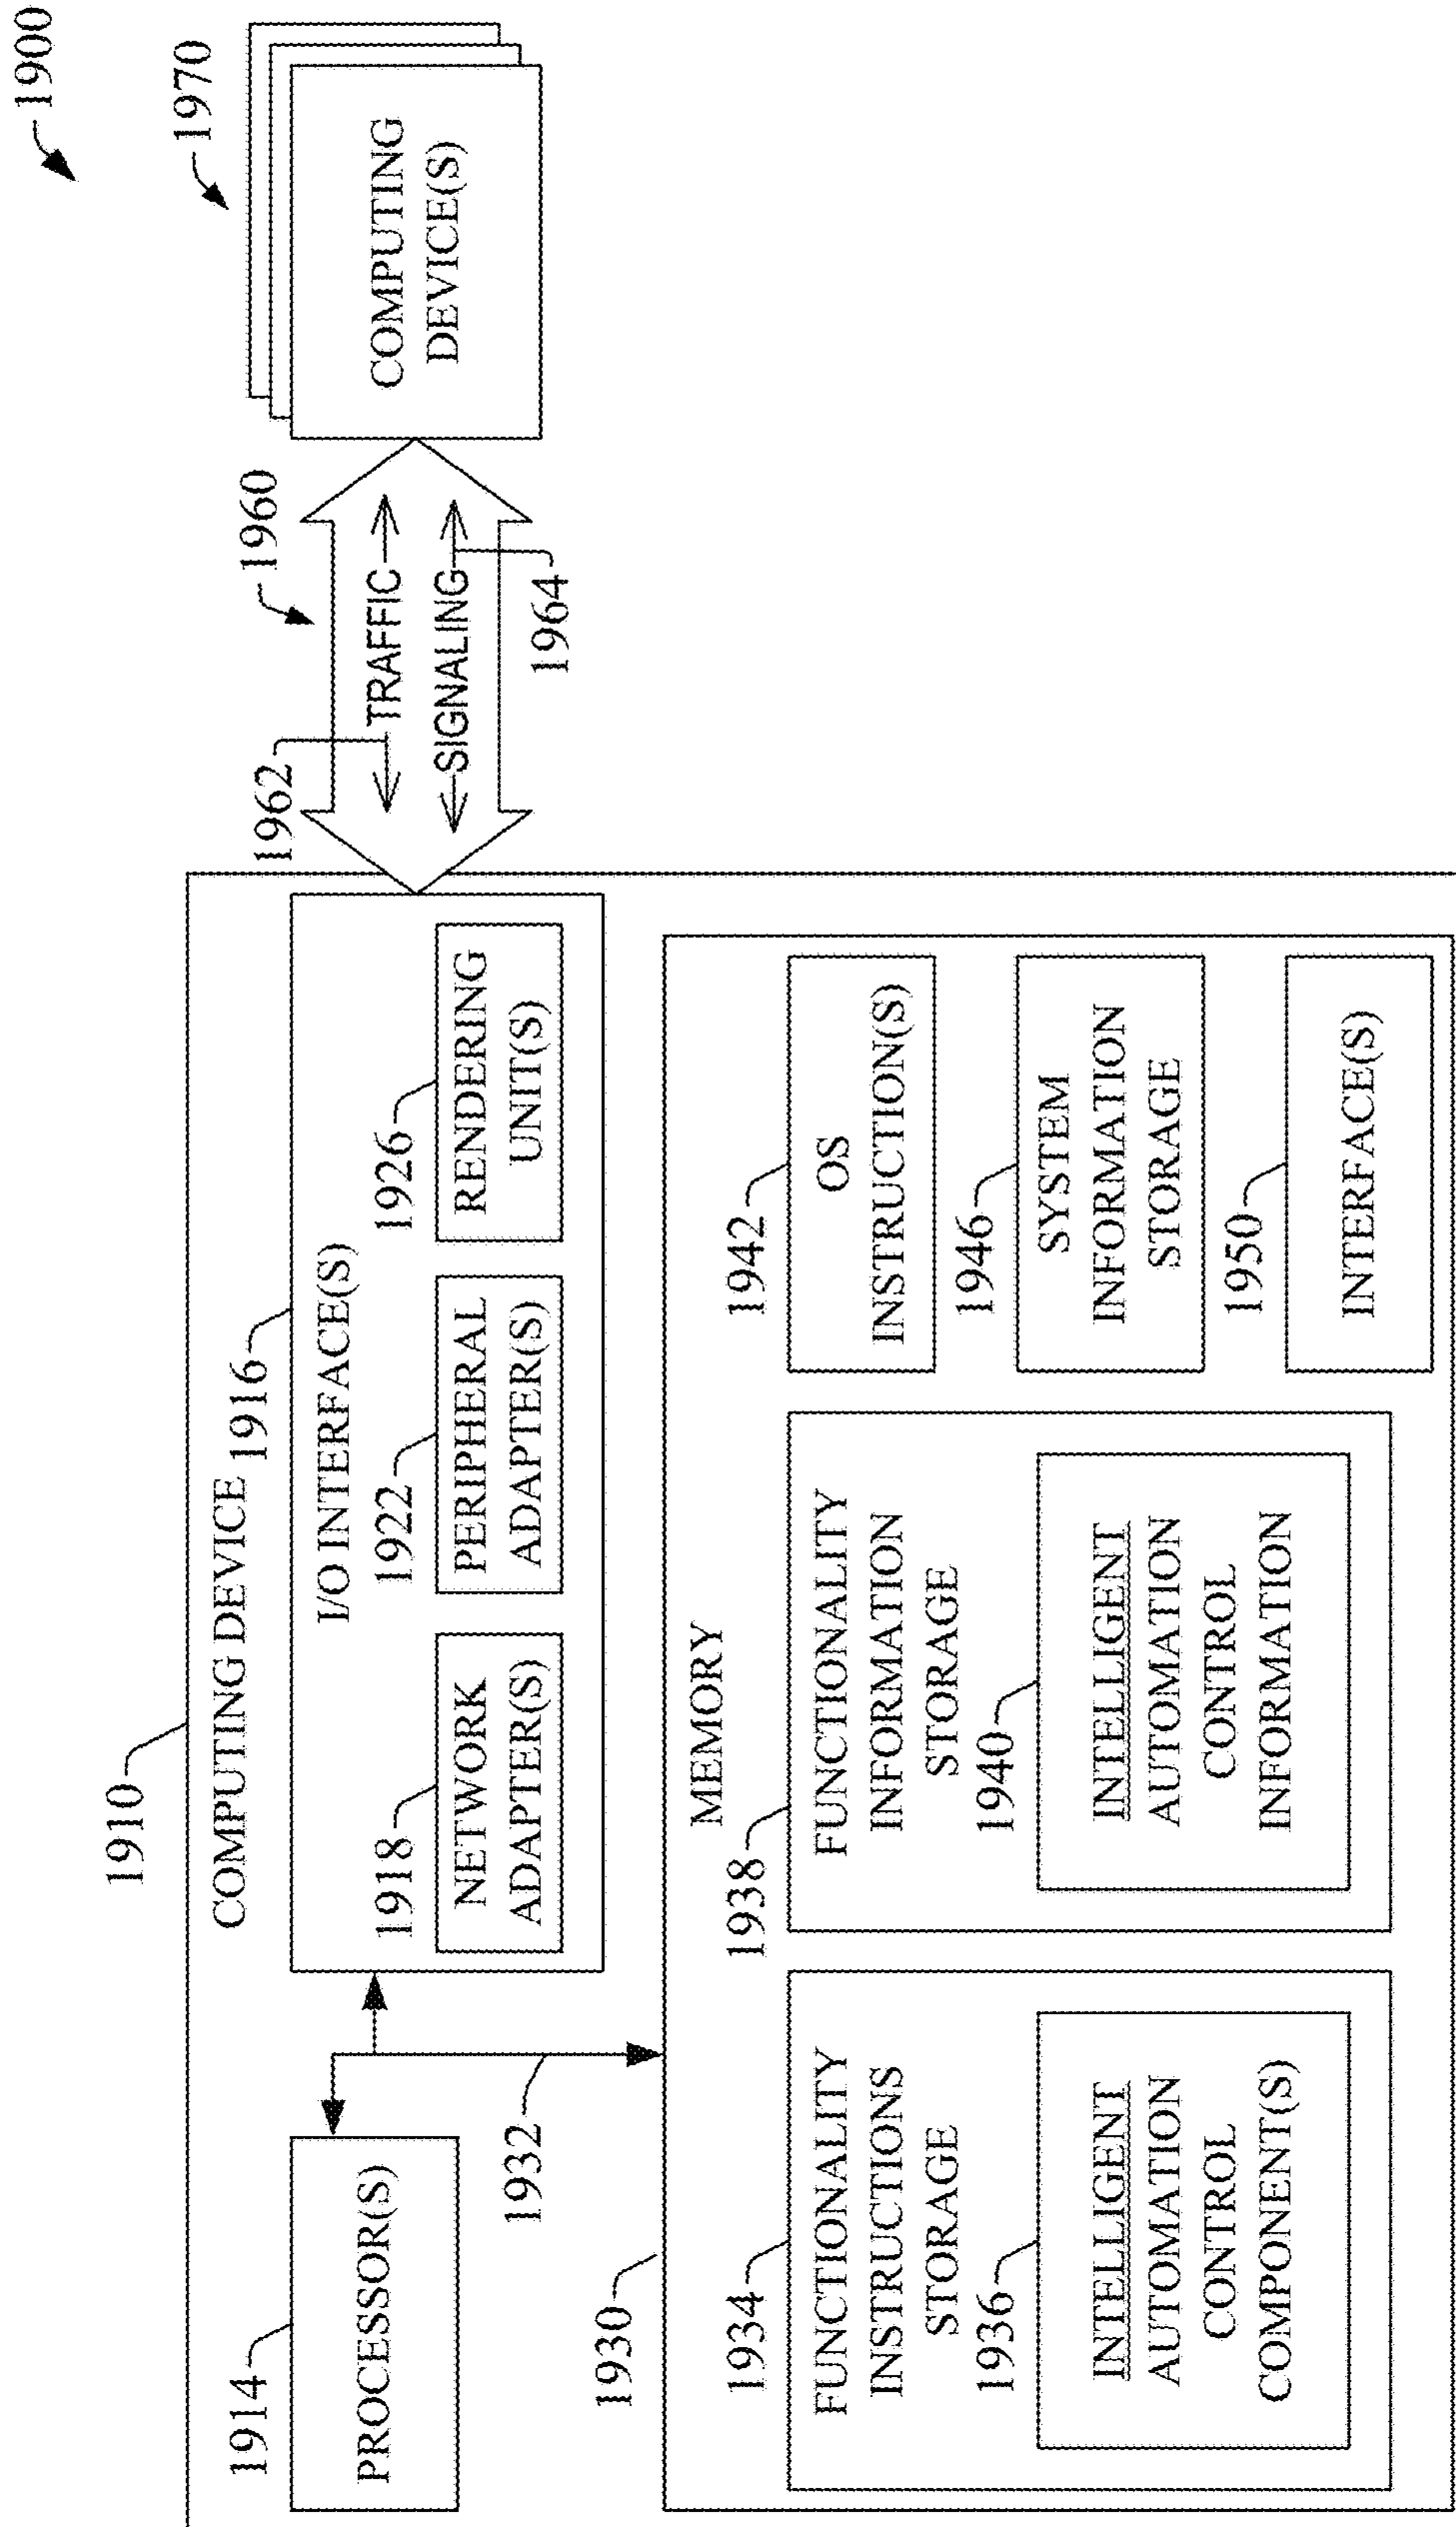 1900
1970
COMPUTING
DEVICE(S)
1960
TRAFFIC
SIGNALING
1962
1964
1910
COMPUTING DEVICE
1914
PROCESSOR(S)
1916
I/O INTERFACE(S)
1918
NETWORK
ADAPTER(S)
1922
PERIPHERAL
ADAPTER(S)
1926
RENDERING
UNIT(S)
1932
1930
MEMORY
1934
FUNCTIONALITY
INSTRUCTIONS
STORAGE
1936
INTELLIGENT
AUTOMATION
CONTROL
COMPONENT(S)
1938
FUNCTIONALITY
INFORMATION
STORAGE
1940
INTELLIGENT
AUTOMATION
CONTROL
INFORMATION
1942
OS
INSTRUCTION(S)
1946
SYSTEM
INFORMATION
STORAGE
1950
INTERFACE(S)